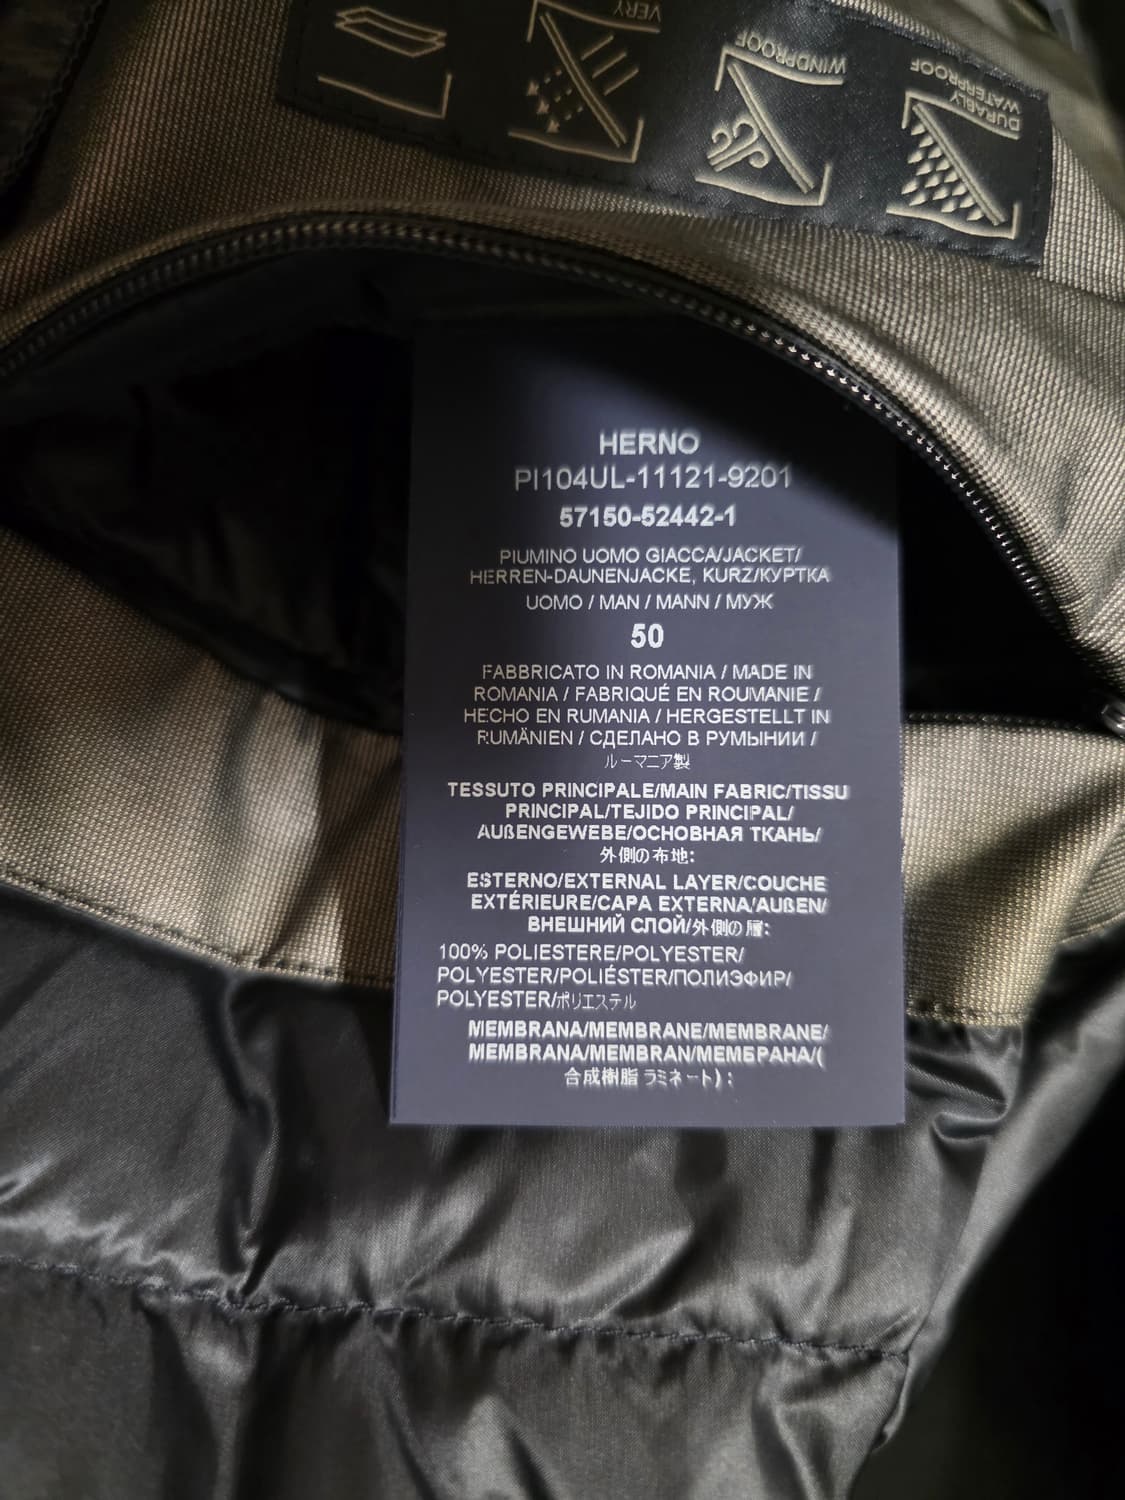 VERY
WINDPROOF
DURABLY
WATERPROOF
HERNO
PI104UL-11121-9201
57150-52442-1
PIUMINO UOMO GIACCA/JACKET/
HERREN-DAUNENJACKE, KURZ/КУРТКА
UOMO / MAN / MANN / МУЖ
50
FABBRICATO IN ROMANIA / MADE IN
ROMANIA / FABRIQUÉ EN ROUMANIE /
HECHO EN RUMANIA / HERGESTELLT IN
RUMÄNIEN / СДЕЛАНО В РУМЫНИИ /
ルーマニア製
TESSUTO PRINCIPALE/MAIN FABRIC/TISSU
PRINCIPAL/TEJIDO PRINCIPAL/
AUßENGEWEBE/ОСНОВНАЯ ТКАНЬ/
外側の布地:
ESTERNO/EXTERNAL LAYER/COUCHE
EXTÉRIEURE/CAPA EXTERNA/AUßEN/
ВНЕШНИЙ СЛОЙ/外側の層:
100% POLIESTERE/POLYESTER/
POLYESTER/POLIÉSTER/ПОЛИЭФИР/
POLYESTER/ポリエステル
MEMBRANA/MEMBRANE/MEMBRANE/
MEMBRANA/MEMBRAN/МЕМБРАНА/(
合成樹脂 ラミネート):